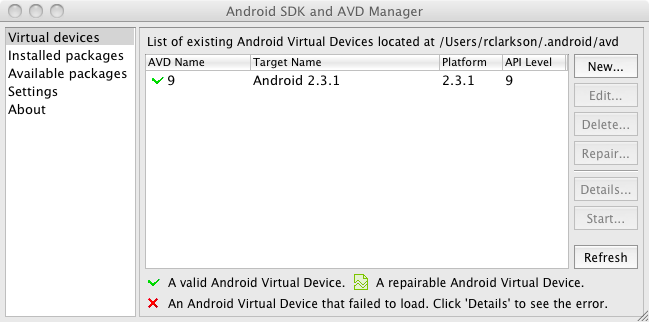 Android SDK and AVD Manager
Virtual devices
Installed packages
Available packages
Settings
About
List of existing Android Virtual Devices located at /Users/rclarkson/.android/avd
AVD Name Target Name Platform API Level
9 Android 2.3.1 2.3.1 9
New...
Edit...
Delete...
Repair...
Details...
Start...
Refresh
A valid Android Virtual Device. A repairable Android Virtual Device.
An Android Virtual Device that failed to load. Click 'Details' to see the error.